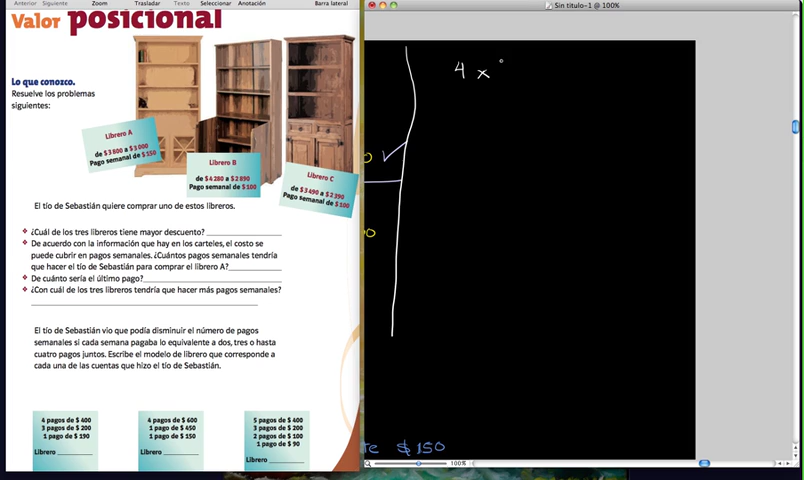 Anterior Siguiente Zoom Trasladar Texto Seleccionar Anotación Barra lateral
Sin título-1 @ 100%
Valor posicional
Lo que conozco.
Resuelve los problemas
siguientes:
Librero A
de $3 800 a $3 000
Pago semanal de $150
Librero B
de $4 280 a $2 890
Pago semanal de $100
Librero C
de $3 490 a $2 390
Pago semanal de $100
El tío de Sebastián quiere comprar uno de estos libreros.
❖ ¿Cuál de los tres libreros tiene mayor descuento?
❖ De acuerdo con la información que hay en los carteles, el costo se
puede cubrir en pagos semanales. ¿Cuántos pagos semanales tendría
que hacer el tío de Sebastián para comprar el librero A?
❖ De cuánto sería el último pago?
❖ ¿Con cuál de los tres libreros tendría que hacer más pagos semanales?
El tío de Sebastián vio que podía disminuir el número de pagos
semanales si cada semana pagaba lo equivalente a dos, tres o hasta
cuatro pagos juntos. Escribe el modelo de librero que corresponde a
cada una de las cuentas que hizo el tío de Sebastián.
4 pagos de $ 400
3 pagos de $ 200
1 pago de $ 190
Librero
4 pagos de $ 600
1 pago de $ 450
1 pago de $ 150
Librero
5 pagos de $ 400
3 pagos de $ 200
2 pagos de $ 100
1 pago de $ 90
Librero
4 x
te $150
100%